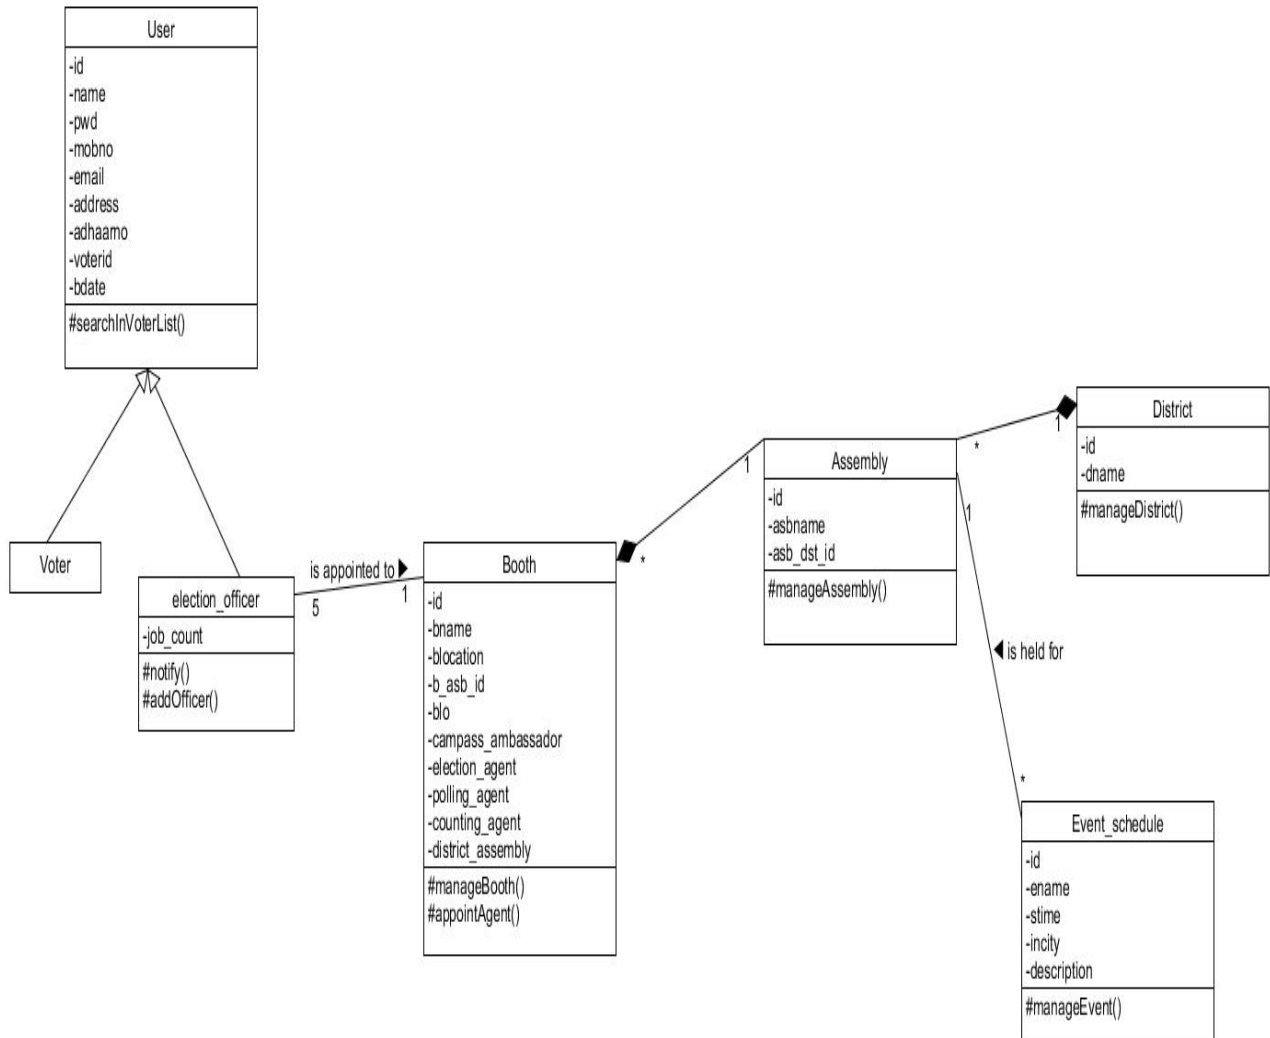 User
-id
-name
-pwd
-mobno
-email
-address
-adhaarno
-voterid
-bdate
#searchInVoterList()
Voter
election_officer
-job_count
#notify()
#addOfficer()
is appointed to
5
1
Booth
-id
-bname
-blocation
-b_asb_id
-blo
-campass_ambassador
-election_agent
-polling_agent
-counting_agent
-district_assembly
#manageBooth()
#appointAgent()
*
1
Assembly
-id
-asbname
-asb_dst_id
#manageAssembly()
*
1
District
-id
-dname
#manageDistrict()
1
is held for
*
Event_schedule
-id
-ename
-stime
-incity
-description
#manageEvent()